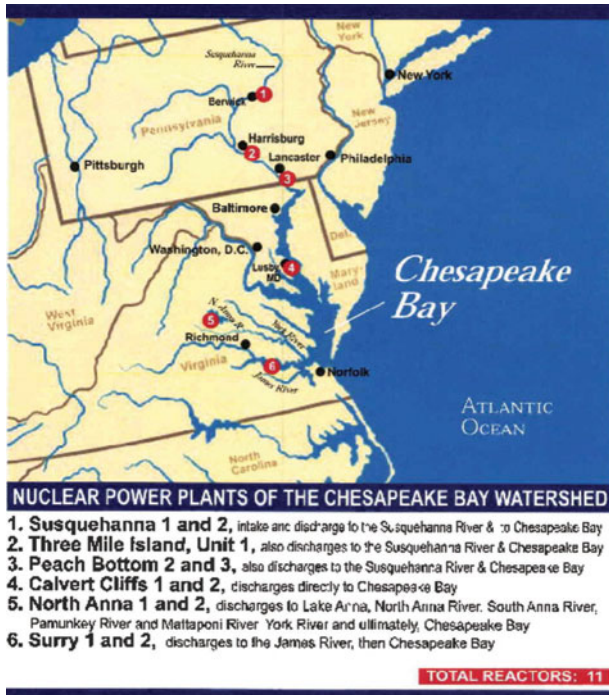 New
York
Susquehanna
River
New York
Berwick
1
Pennsylvania
New
Jersey
Harrisburg
2
Lancaster
Philadelphia
Pittsburgh
3
Baltimore
Del.
Washington, D.C.
Lusby
MD
4
Mary-
land
Chesapeake
Bay
West
Virginia
N. Anna R.
5
York River
Richmond
Virginia
6
James River
Norfolk
ATLANTIC
OCEAN
North
Carolina
NUCLEAR POWER PLANTS OF THE CHESAPEAKE BAY WATERSHED
1. Susquehanna 1 and 2, intake and discharge to the Susquehanna River & to Chesapeake Bay
2. Three Mile Island, Unit 1, also discharges to the Susquehanna River & Chesapeake Bay
3. Peach Bottom 2 and 3, also discharges to the Susquehanna River & Chesapeake Bay
4. Calvert Cliffs 1 and 2, discharges directly to Chesapeake Bay
5. North Anna 1 and 2, discharges to Lake Anna, North Anna River, South Anna River,
Pamunkey River and Mattaponi River York River and ultimately, Chesapeake Bay
6. Surry 1 and 2, discharges to the James River, then Chesapeake Bay
TOTAL REACTORS: 11